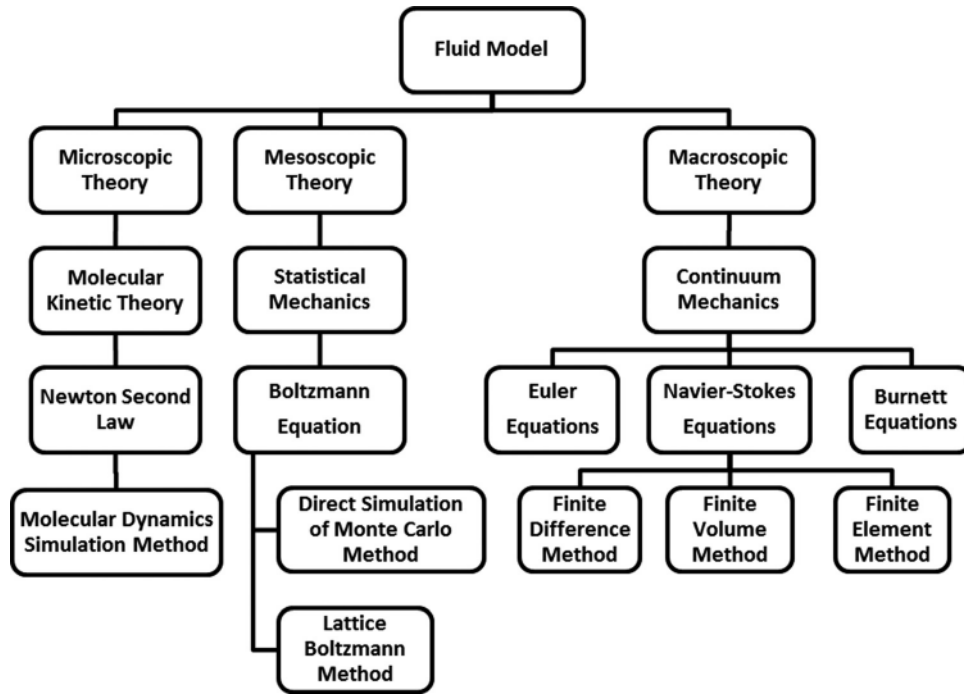 Fluid Model
Microscopic
Theory
Mesoscopic
Theory
Macroscopic
Theory
Molecular
Kinetic Theory
Statistical
Mechanics
Continuum
Mechanics
Newton Second
Law
Boltzmann
Equation
Euler
Equations
Navier-Stokes
Equations
Burnett
Equations
Molecular Dynamics
Simulation Method
Direct Simulation
of Monte Carlo
Method
Finite
Difference
Method
Finite
Volume
Method
Finite
Element
Method
Lattice
Boltzmann
Method